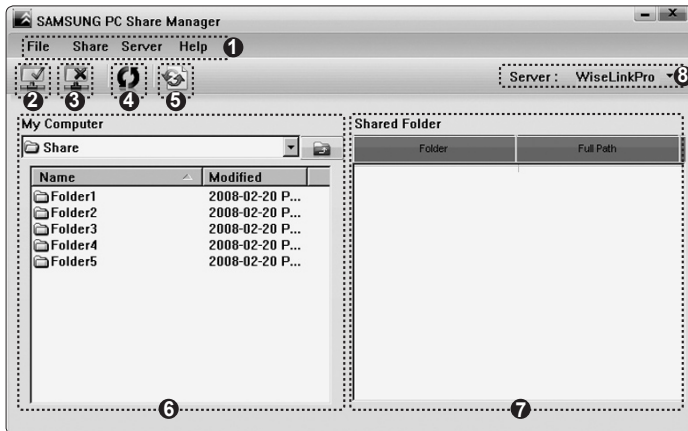 SAMSUNG PC Share Manager
File Share Server Help 1
2 3 4 5
Server : WiseLinkPro 8
My Computer
Share
Name Modified
Folder1 2008-02-20 P...
Folder2 2008-02-20 P...
Folder3 2008-02-20 P...
Folder4 2008-02-20 P...
Folder5 2008-02-20 P...
6
Shared Folder
Folder Full Path
7